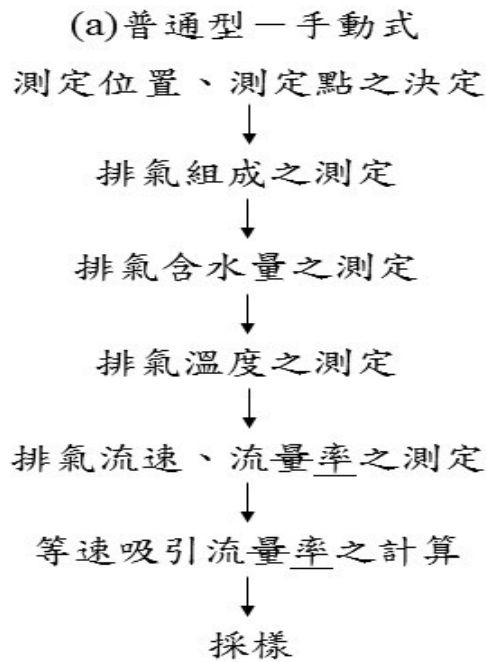 (a)普通型－手動式
測定位置、測定點之決定
排氣組成之測定
排氣含水量之測定
排氣溫度之測定
排氣流速、流量率之測定
等速吸引流量率之計算
採樣